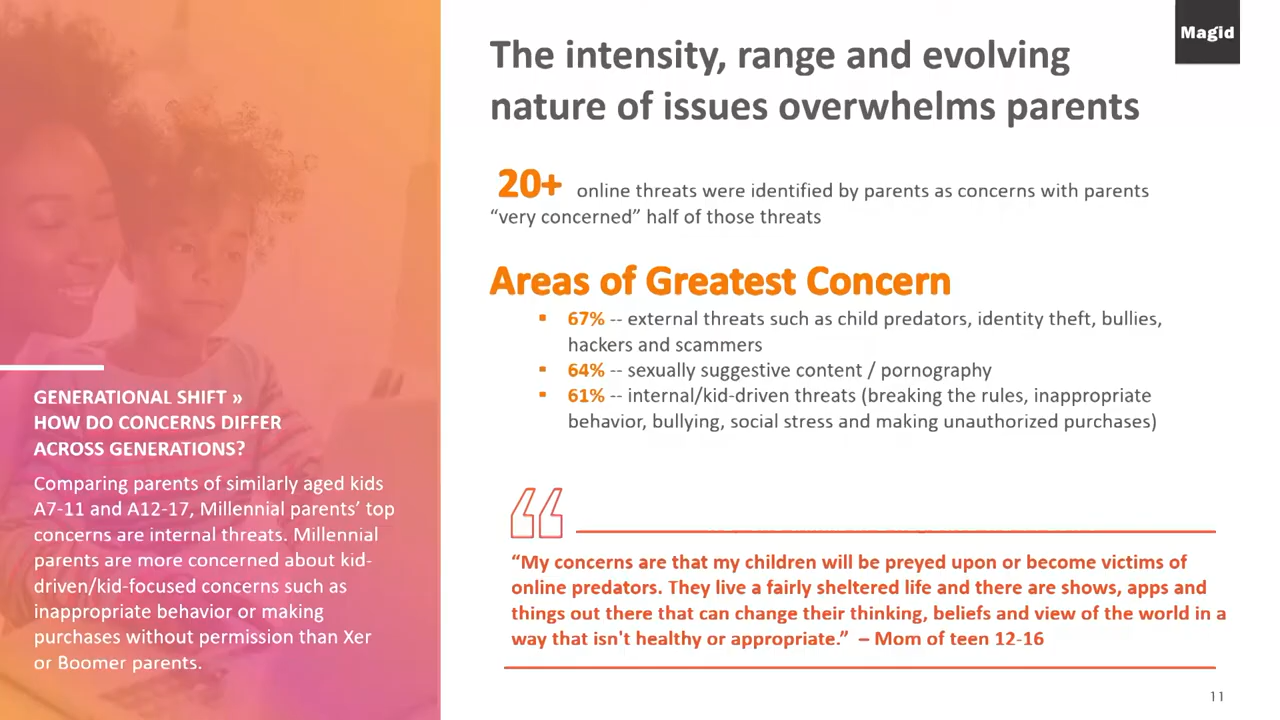 Magid
The intensity, range and evolving
nature of issues overwhelms parents
20+ online threats were identified by parents as concerns with parents
“very concerned” half of those threats
Areas of Greatest Concern
▪ 67% -- external threats such as child predators, identity theft, bullies,
hackers and scammers
▪ 64% -- sexually suggestive content / pornography
▪ 61% -- internal/kid-driven threats (breaking the rules, inappropriate
behavior, bullying, social stress and making unauthorized purchases)
GENERATIONAL SHIFT »
HOW DO CONCERNS DIFFER
ACROSS GENERATIONS?
Comparing parents of similarly aged kids
A7-11 and A12-17, Millennial parents’ top
concerns are internal threats. Millennial
parents are more concerned about kid-
driven/kid-focused concerns such as
inappropriate behavior or making
purchases without permission than Xer
or Boomer parents.
“My concerns are that my children will be preyed upon or become victims of
online predators. They live a fairly sheltered life and there are shows, apps and
things out there that can change their thinking, beliefs and view of the world in a
way that isn't healthy or appropriate.” – Mom of teen 12-16
11